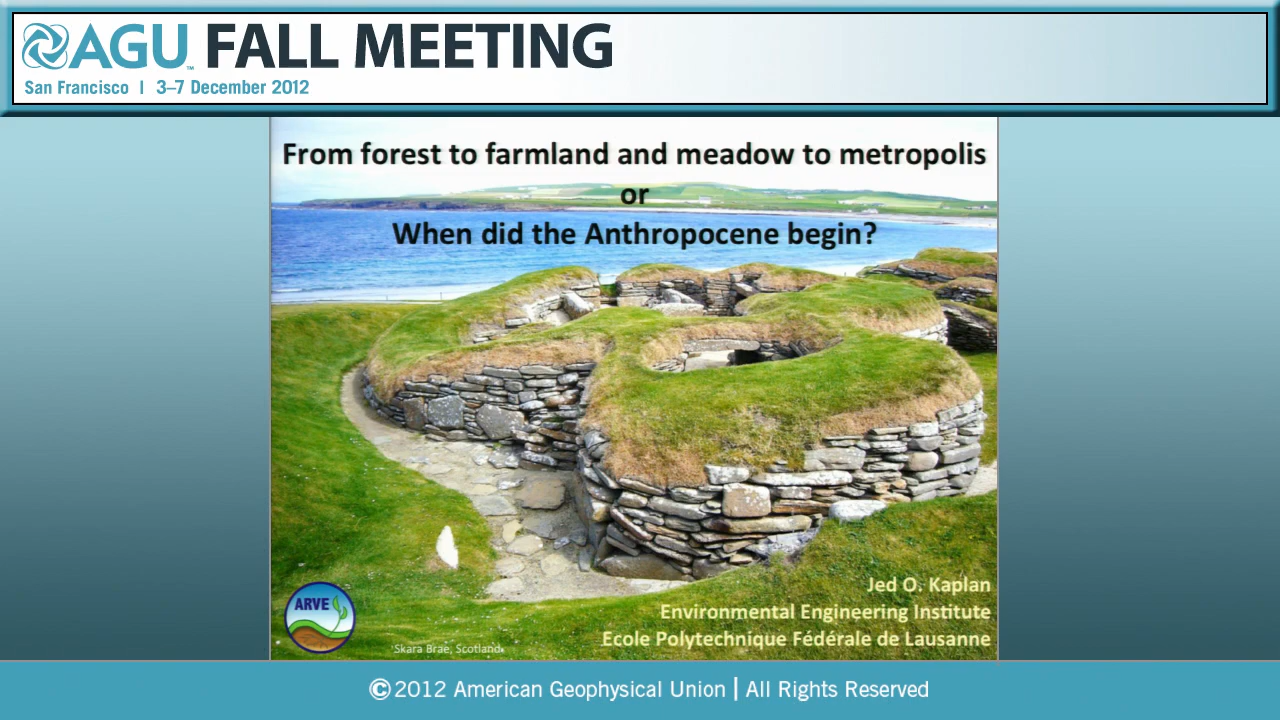 AGU™ FALL MEETING
San Francisco | 3–7 December 2012
From forest to farmland and meadow to metropolis
or
When did the Anthropocene begin?
Jed O. Kaplan
Environmental Engineering Institute
Ecole Polytechnique Fédérale de Lausanne
ARVE
Skara Brae, Scotland
©2012 American Geophysical Union | All Rights Reserved